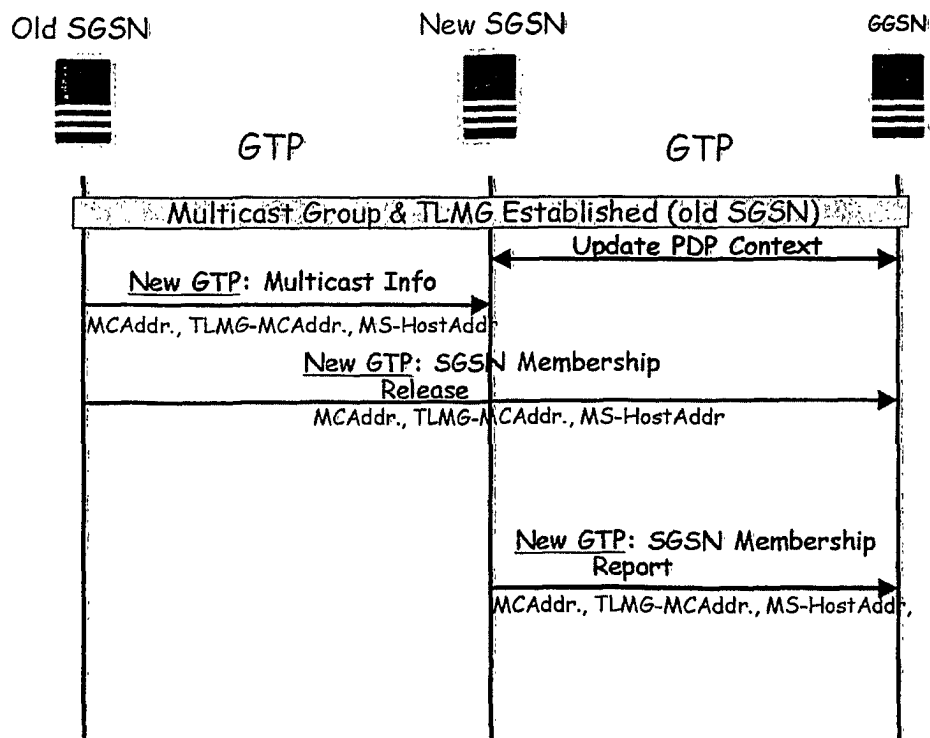 Old SGSN
New SGSN
GGSN
GTP
GTP
Multicast Group & TLMG Established (old SGSN)
Update PDP Context
New GTP: Multicast Info
MCAddr., TLMG-MCAddr., MS-HostAddr
New GTP: SGSN Membership
Release
MCAddr., TLMG-MCAddr., MS-HostAddr
New GTP: SGSN Membership
Report
MCAddr., TLMG-MCAddr., MS-HostAddr,